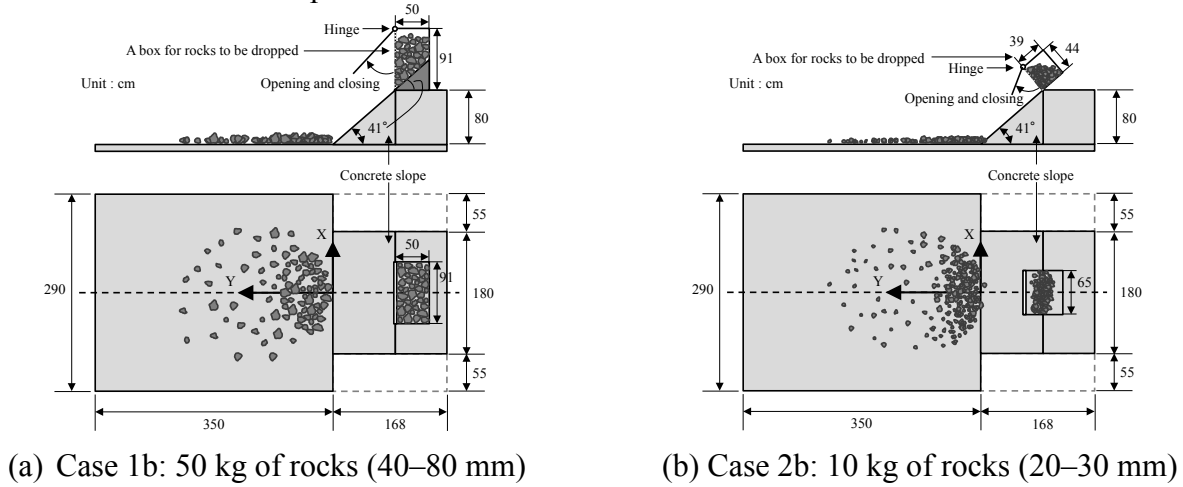 50
Hinge
A box for rocks to be dropped
91
Opening and closing
Unit : cm
80
41°
Concrete slope
55
X
50
Y
91
290
180
55
350
168
(a) Case 1b: 50 kg of rocks (40–80 mm)
39
44
A box for rocks to be dropped
Hinge
Unit : cm
Opening and closing
80
41°
Concrete slope
55
X
Y
65
290
180
55
350
168
(b) Case 2b: 10 kg of rocks (20–30 mm)